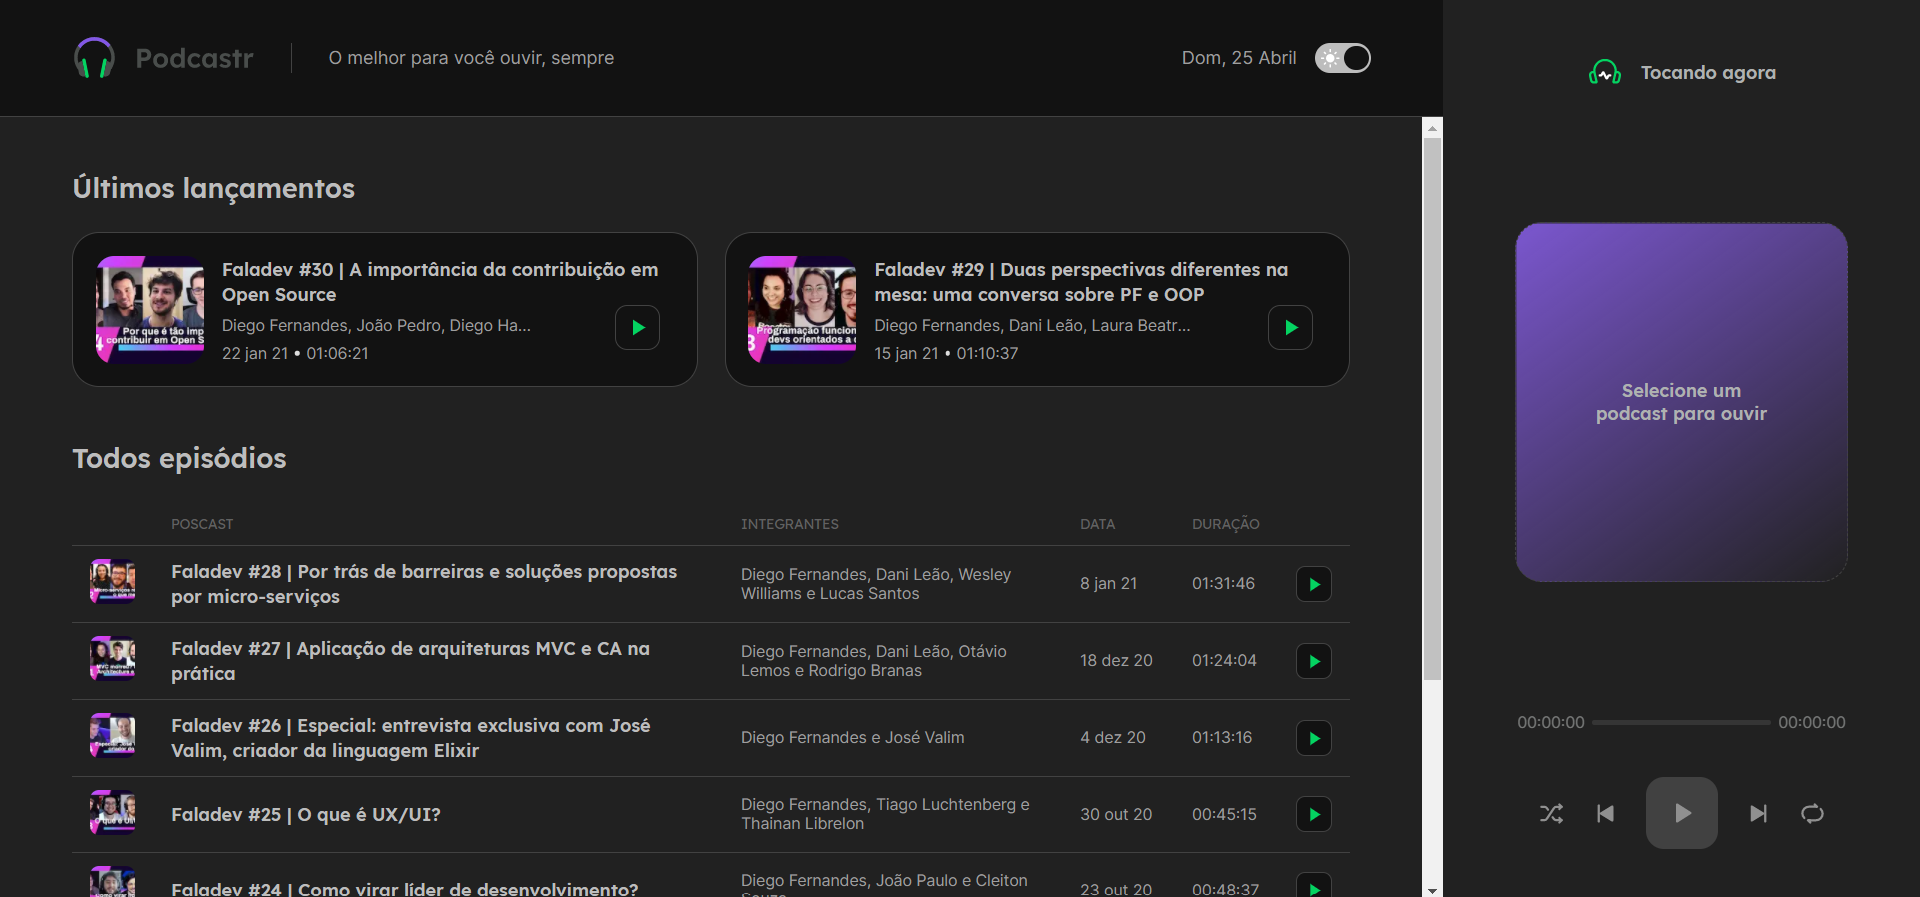 Podcastr
O melhor para você ouvir, sempre
Dom, 25 Abril
Tocando agora
Últimos lançamentos
Por que é tão imp
contribuir em Open S
4
Faladev #30 | A importância da contribuição em
Open Source
Diego Fernandes, João Pedro, Diego Ha...
22 jan 21 • 01:06:21
Programação funcion
devs orientados a
3
Faladev #29 | Duas perspectivas diferentes na
mesa: uma conversa sobre PF e OOP
Diego Fernandes, Dani Leão, Laura Beatr...
15 jan 21 • 01:10:37
Selecione um
podcast para ouvir
Todos episódios
POSCAST INTEGRANTES DATA DURAÇÃO
Faladev #28 | Por trás de barreiras e soluções propostas
por micro-serviços
Diego Fernandes, Dani Leão, Wesley
Williams e Lucas Santos
8 jan 21
01:31:46
Faladev #27 | Aplicação de arquiteturas MVC e CA na
prática
Diego Fernandes, Dani Leão, Otávio
Lemos e Rodrigo Branas
18 dez 20
01:24:04
Faladev #26 | Especial: entrevista exclusiva com José
Valim, criador da linguagem Elixir
Diego Fernandes e José Valim
4 dez 20
01:13:16
Faladev #25 | O que é UX/UI?
Diego Fernandes, Tiago Luchtenberg e
Thainan Librelon
30 out 20
00:45:15
Faladev #24 | Como virar líder de desenvolvimento?
Diego Fernandes, João Paulo e Cleiton
23 out 20
00:48:37
00:00:00
00:00:00